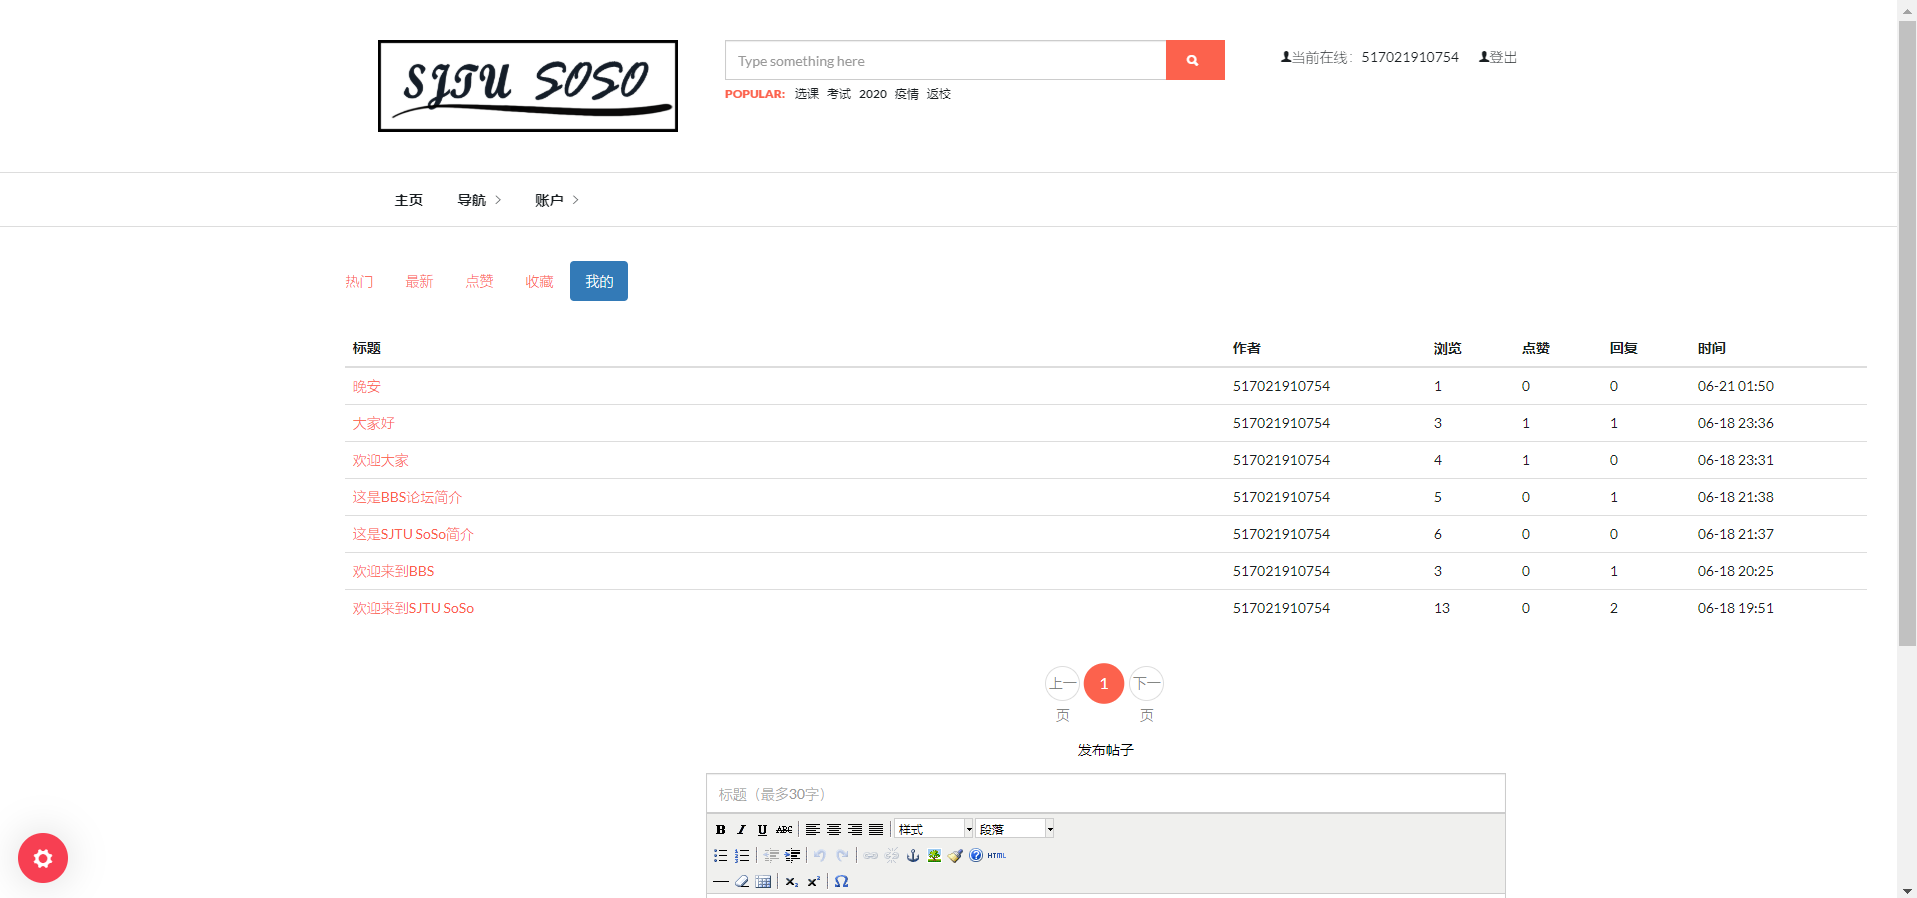 SJTU SOSO
Type something here
POPULAR: 选课 考试 2020 疫情 返校
当前在线：517021910754 登出
主页 导航 账户
热门 最新 点赞 收藏 我的
标题 作者 浏览 点赞 回复 时间
晚安 517021910754 1 0 0 06-21 01:50
大家好 517021910754 3 1 1 06-18 23:36
欢迎大家 517021910754 4 1 0 06-18 23:31
这是BBS论坛简介 517021910754 5 0 1 06-18 21:38
这是SJTU SoSo简介 517021910754 6 0 0 06-18 21:37
欢迎来到BBS 517021910754 3 0 1 06-18 20:25
欢迎来到SJTU SoSo 517021910754 13 0 2 06-18 19:51
上一页 1 下一页
发布帖子
标题（最多30字）
B I U ABC 样式 段落
HTML
x₂ x² Ω